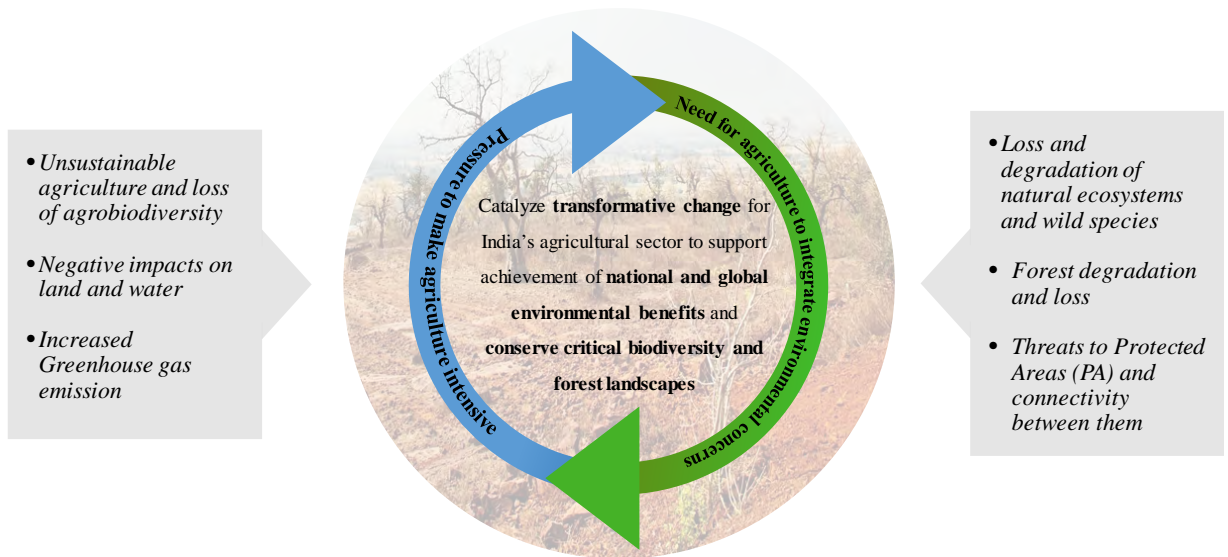 • Unsustainable
agriculture and loss
of agrobiodiversity
• Negative impacts on
land and water
• Increased
Greenhouse gas
emission
Pressure to make agriculture intensive
Need for agriculture to integrate environmental concerns
Catalyze transformative change for
India’s agricultural sector to support
achievement of national and global
environmental benefits and
conserve critical biodiversity and
forest landscapes
• Loss and
degradation of
natural ecosystems
and wild species
• Forest degradation
and loss
• Threats to Protected
Areas (PA) and
connectivity
between them